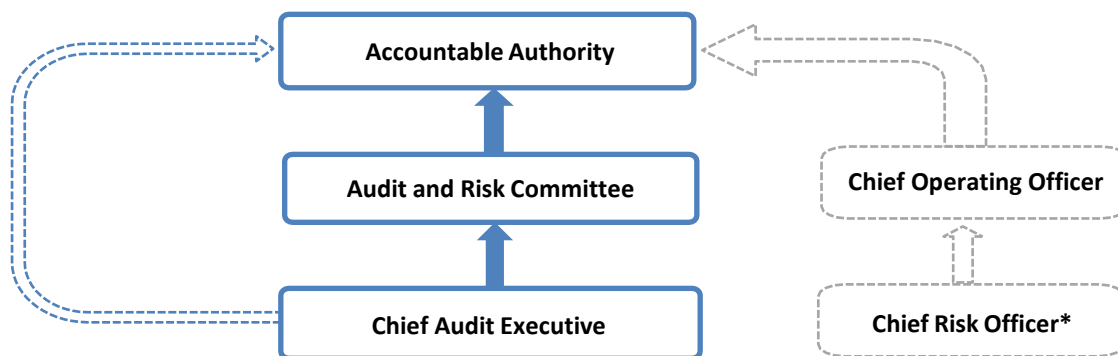 Accountable Authority
Audit and Risk Committee
Chief Operating Officer
Chief Audit Executive
Chief Risk Officer*